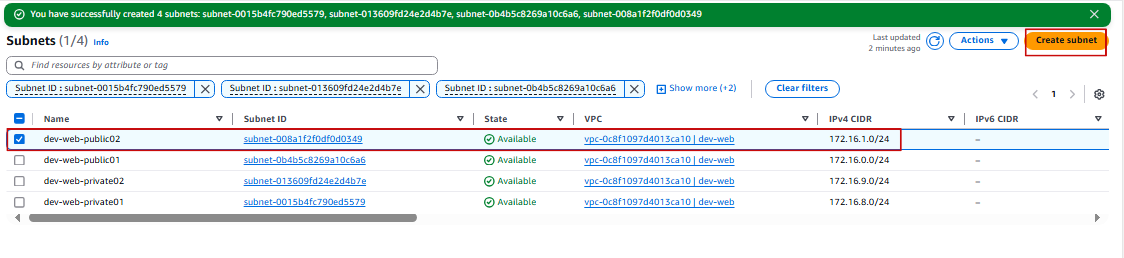 You have successfully created 4 subnets: subnet-0015b4fc790ed5579, subnet-013609fd24e2d4b7e, subnet-0b4b5c8269a10c6a6, subnet-008a1f2f0df0d0349
Subnets (1/4) Info
Last updated
2 minutes ago
Actions
Create subnet
Find resources by attribute or tag
Subnet ID : subnet-0015b4fc790ed5579
Subnet ID : subnet-013609fd24e2d4b7e
Subnet ID : subnet-0b4b5c8269a10c6a6
Show more (+2)
Clear filters
1
Name Subnet ID State VPC IPv4 CIDR IPv6 CIDR
dev-web-public02 subnet-008a1f2f0df0d0349 Available vpc-0c8f1097d4013ca10 | dev-web 172.16.1.0/24 –
dev-web-public01 subnet-0b4b5c8269a10c6a6 Available vpc-0c8f1097d4013ca10 | dev-web 172.16.0.0/24 –
dev-web-private02 subnet-013609fd24e2d4b7e Available vpc-0c8f1097d4013ca10 | dev-web 172.16.9.0/24 –
dev-web-private01 subnet-0015b4fc790ed5579 Available vpc-0c8f1097d4013ca10 | dev-web 172.16.8.0/24 –